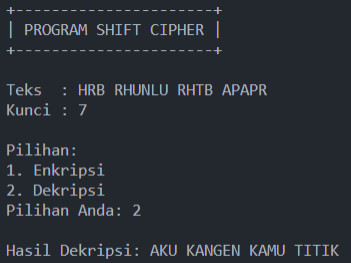 +----------------------+
| PROGRAM SHIFT CIPHER |
+----------------------+
Teks  : HRB RHUNLU RHTB APAPR
Kunci : 7
Pilihan:
1. Enkripsi
2. Dekripsi
Pilihan Anda: 2
Hasil Dekripsi: AKU KANGEN KAMU TITIK